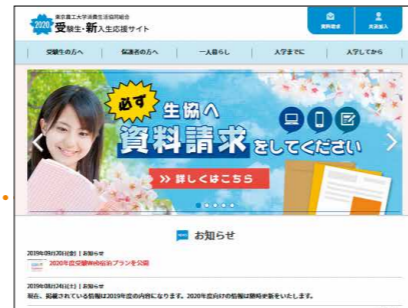 東京農工大学消費生活協同組合
2020 受験生・新入生応援サイト
資料請求
共済加入
受験生の方へ
保護者の方へ
一人暮らし
入学までに
入学してから
必ず生協へ
資料請求をしてください
>> 詳しくはこちら
お知らせ
2019年09月20日(金) | お知らせ
2020年度受験時の宿泊プランを公開
2019年08月24日(土) | お知らせ
現在、掲載されている情報は2019年度の内容になります。2020年度向けの情報は随時更新をいたします。